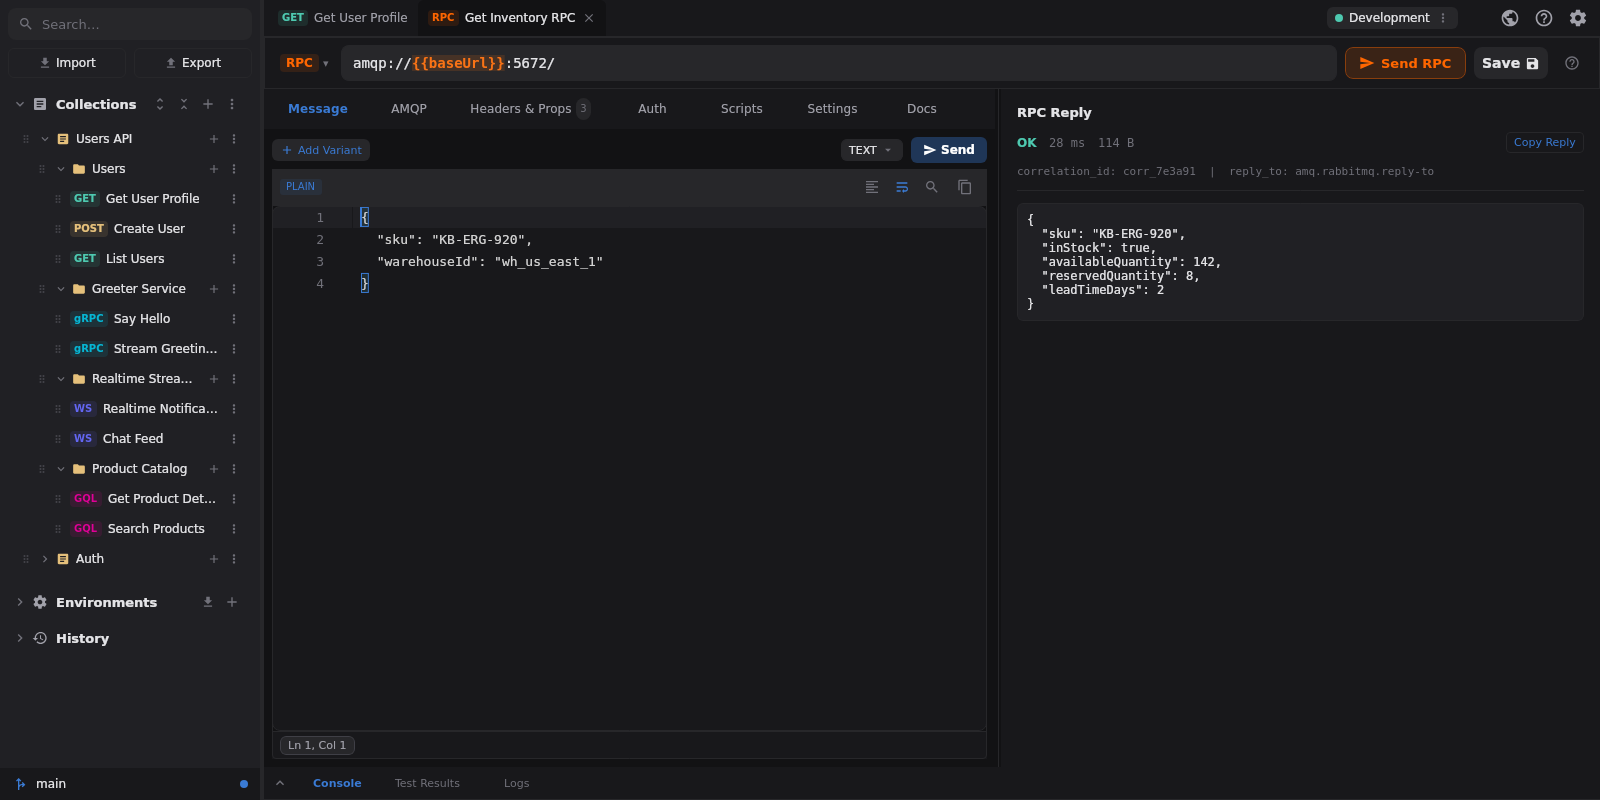 Search...
Import
Export
Collections
Users API
Users
GET Get User Profile
POST Create User
GET List Users
Greeter Service
gRPC Say Hello
gRPC Stream Greetin...
Realtime Strea...
WS Realtime Notifica...
WS Chat Feed
Product Catalog
GQL Get Product Det...
GQL Search Products
Auth
Environments
History
main
GET Get User Profile
RPC Get Inventory RPC
Development
RPC
amqp://{{baseUrl}}:5672/
Send RPC
Save
Message
AMQP
Headers & Props 3
Auth
Scripts
Settings
Docs
Add Variant
TEXT
Send
PLAIN
1 {
2 "sku": "KB-ERG-920",
3 "warehouseId": "wh_us_east_1"
4 }
Ln 1, Col 1
RPC Reply
OK 28 ms 114 B
Copy Reply
correlation_id: corr_7e3a91 | reply_to: amq.rabbitmq.reply-to
{
"sku": "KB-ERG-920",
"inStock": true,
"availableQuantity": 142,
"reservedQuantity": 8,
"leadTimeDays": 2
}
Console
Test Results
Logs